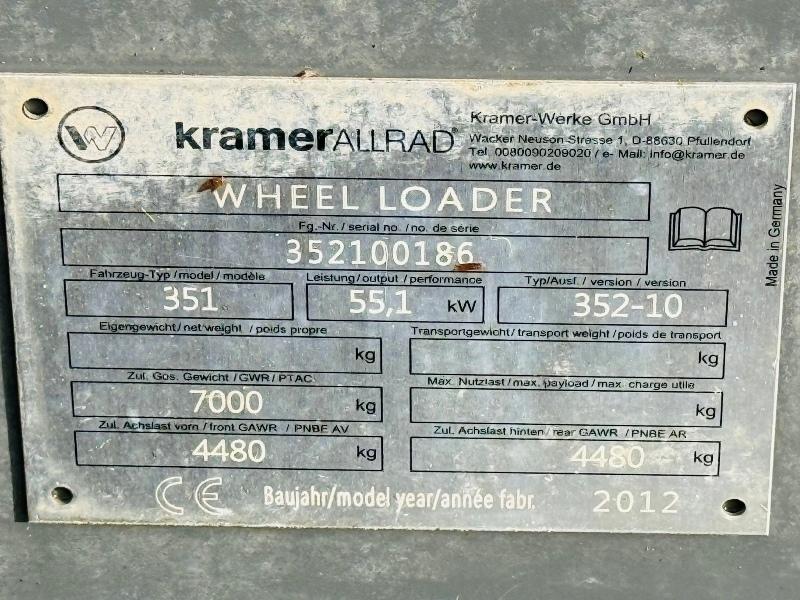 kramerALLRAD
Kramer-Werke GmbH
Wacker Neuson Strasse 1, D-88630 Pfullendorf
Tel. 0080090209020 / e- Mail: info@kramer.de
www.kramer.de
WHEEL LOADER
Fg.-Nr. / serial no. / no. de série
352100186
Fahrzeug-Typ / model / modèle
Leistung / output / performance
Typ/Ausf. / version / version
351
55,1 kW
352-10
Eigengewicht / net weight / poids propre
Transportgewicht / transport weight / poids de transport
kg
kg
Zul. Ges. Gewicht / GWR / PTAC
Max. Nutzlast / max. payload / max. charge utile
7000 kg
kg
Zul. Achslast vorn / front GAWR / PNBE AV
Zul. Achslast hinten / rear GAWR / PNBE AR
4480 kg
4480 kg
CE Baujahr/model year/année fabr. 2012
Made in Germany